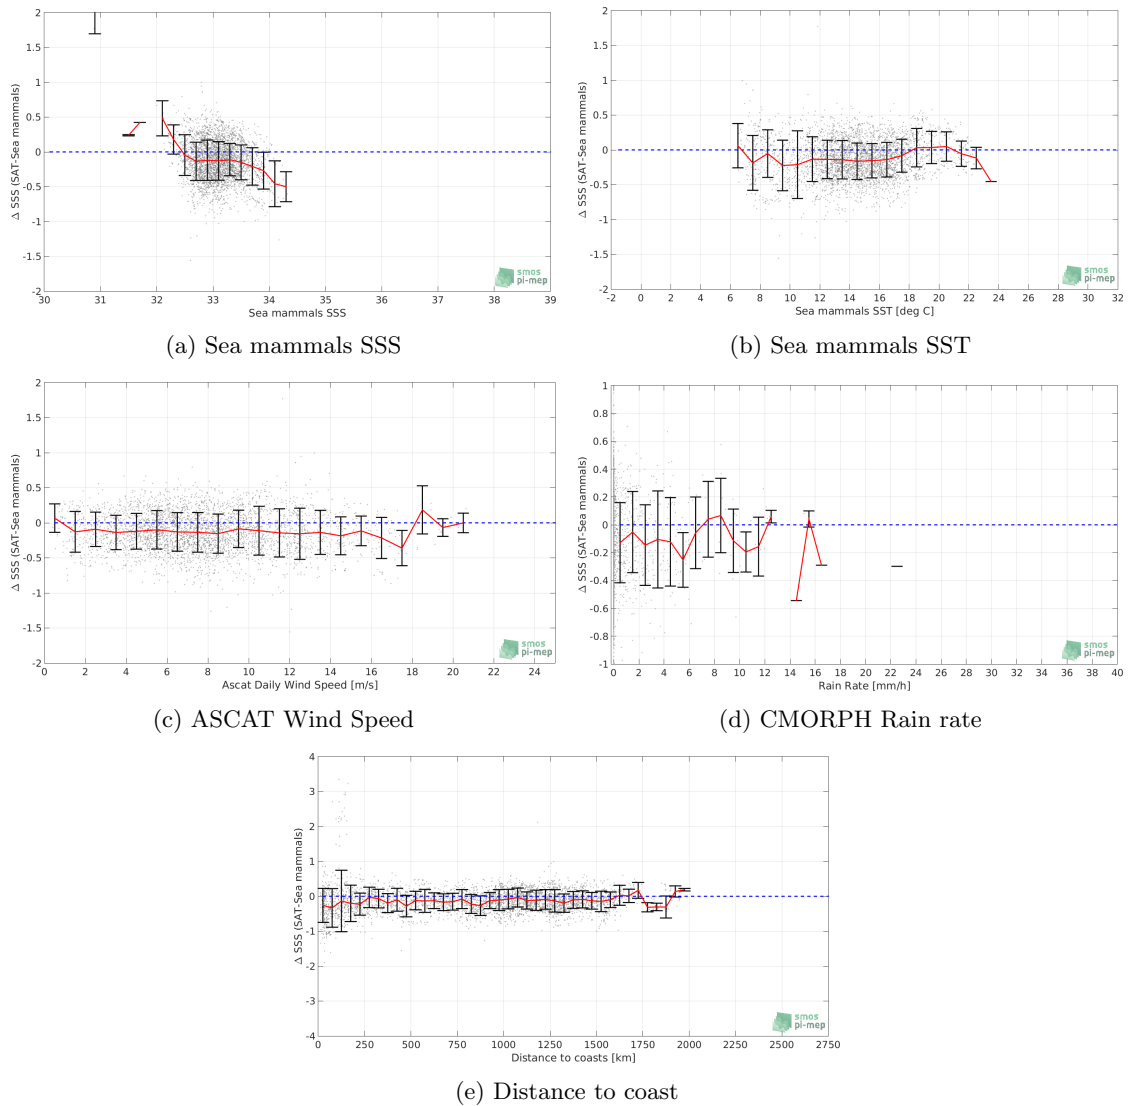 2
1.5
1
0.5
0
-0.5
-1
-1.5
-2
Δ SSS (SAT-Sea mammals)
30 31 32 33 34 35 36 37 38 39
Sea mammals SSS
smos
pi-mep
(a) Sea mammals SSS
2
1.5
1
0.5
0
-0.5
-1
-1.5
-2
Δ SSS (SAT-Sea mammals)
-2 0 2 4 6 8 10 12 14 16 18 20 22 24 26 28 30 32
Sea mammals SST [deg C]
smos
pi-mep
(b) Sea mammals SST
2
1.5
1
0.5
0
-0.5
-1
-1.5
-2
Δ SSS (SAT-Sea mammals)
0 2 4 6 8 10 12 14 16 18 20 22 24
Ascat Daily Wind Speed [m/s]
smos
pi-mep
(c) ASCAT Wind Speed
1
0.8
0.6
0.4
0.2
0
-0.2
-0.4
-0.6
-0.8
-1
Δ SSS (SAT-Sea mammals)
0 2 4 6 8 10 12 14 16 18 20 22 24 26 28 30 32 34 36 38 40
Rain Rate [mm/h]
smos
pi-mep
(d) CMORPH Rain rate
4
3
2
1
0
-1
-2
-3
-4
Δ SSS (SAT-Sea mammals)
0 250 500 750 1000 1250 1500 1750 2000 2250 2500 2750
Distance to coasts [km]
smos
pi-mep
(e) Distance to coast